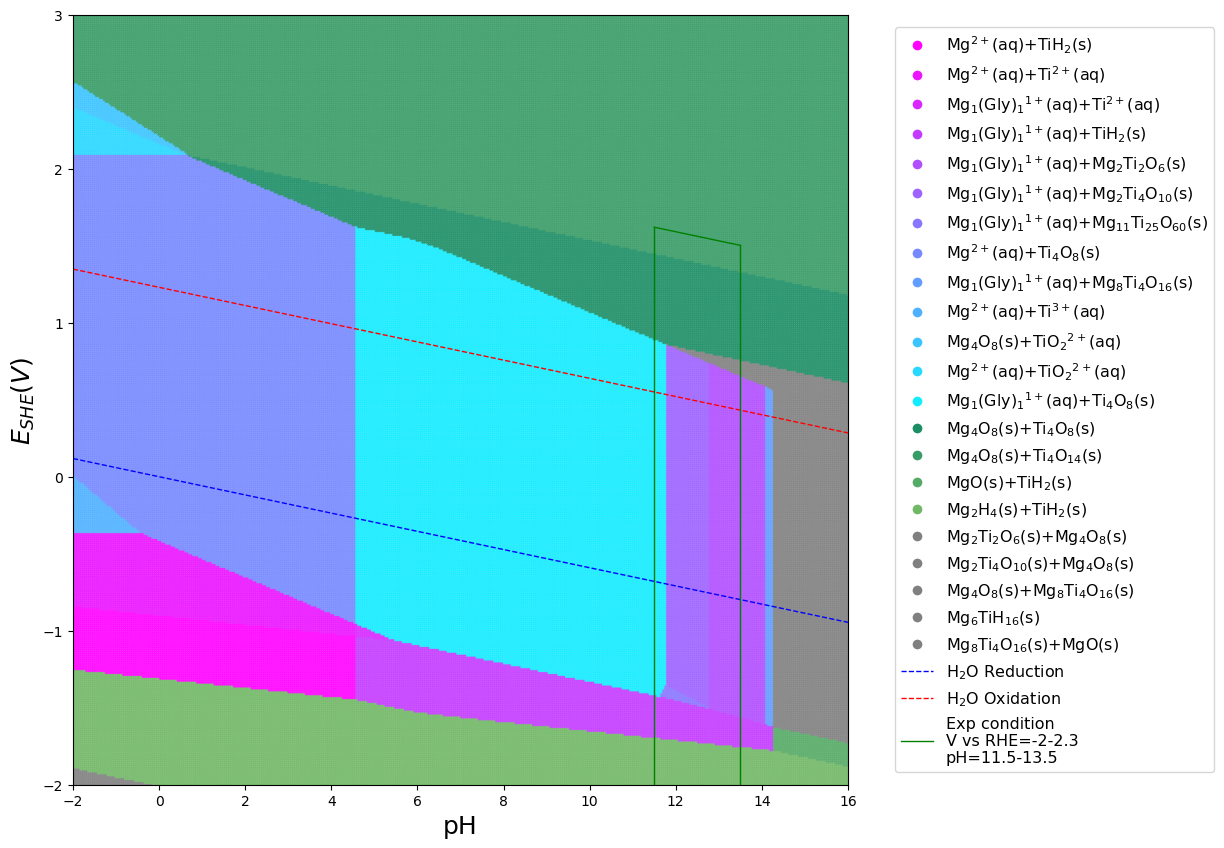 3
2
1
0
−1
−2
E_SHE(V)
−2 0 2 4 6 8 10 12 14 16
pH
Mg²⁺(aq)+TiH₂(s)
Mg²⁺(aq)+Ti²⁺(aq)
Mg₁(Gly)₁¹⁺(aq)+Ti²⁺(aq)
Mg₁(Gly)₁¹⁺(aq)+TiH₂(s)
Mg₁(Gly)₁¹⁺(aq)+Mg₂Ti₂O₆(s)
Mg₁(Gly)₁¹⁺(aq)+Mg₂Ti₄O₁₀(s)
Mg₁(Gly)₁¹⁺(aq)+Mg₁₁Ti₂₅O₆₀(s)
Mg²⁺(aq)+Ti₄O₈(s)
Mg₁(Gly)₁¹⁺(aq)+Mg₈Ti₄O₁₆(s)
Mg²⁺(aq)+Ti³⁺(aq)
Mg₄O₈(s)+TiO₂²⁺(aq)
Mg²⁺(aq)+TiO₂²⁺(aq)
Mg₁(Gly)₁¹⁺(aq)+Ti₄O₈(s)
Mg₄O₈(s)+Ti₄O₈(s)
Mg₄O₈(s)+Ti₄O₁₄(s)
MgO(s)+TiH₂(s)
Mg₂H₄(s)+TiH₂(s)
Mg₂Ti₂O₆(s)+Mg₄O₈(s)
Mg₂Ti₄O₁₀(s)+Mg₄O₈(s)
Mg₄O₈(s)+Mg₈Ti₄O₁₆(s)
Mg₆TiH₁₆(s)
Mg₈Ti₄O₁₆(s)+MgO(s)
H₂O Reduction
H₂O Oxidation
Exp condition
V vs RHE=-2-2.3
pH=11.5-13.5